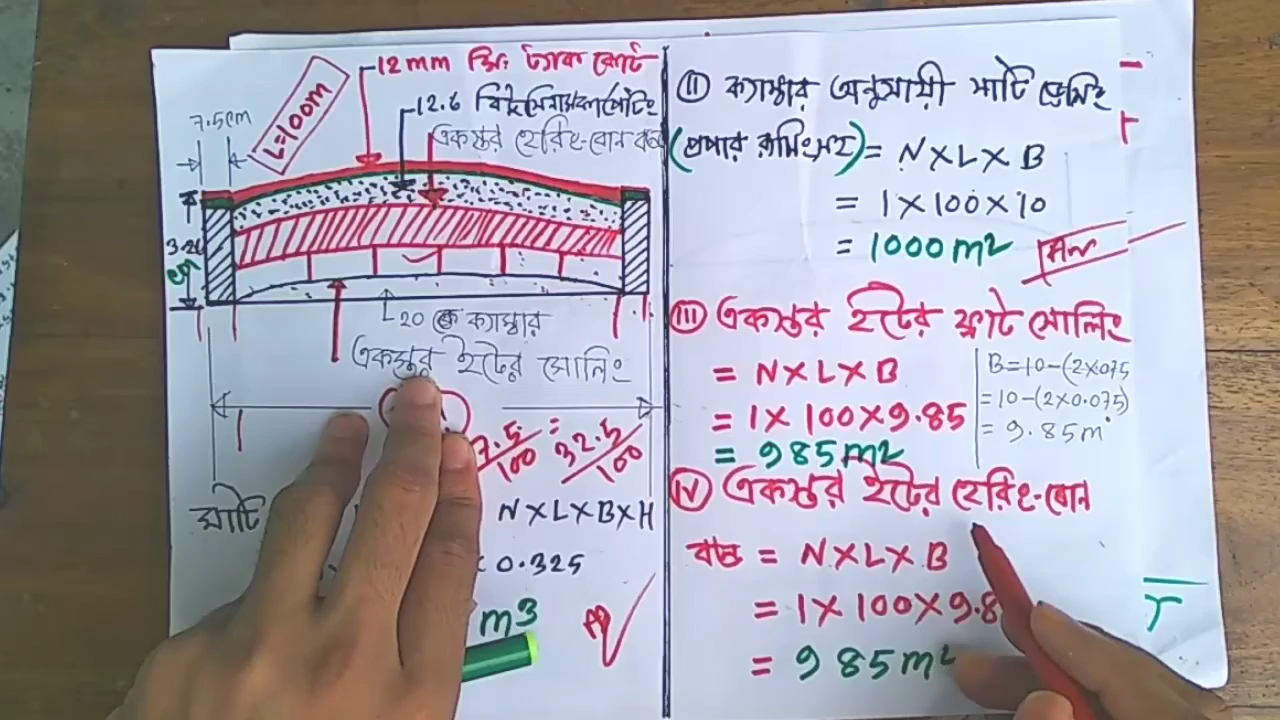 12mm সি: ট্যাক কোট
7.5cm
L=100m
একস্তর হেরিং-বোন বন্ড
20 ক্যাম্বার
একস্তর ইটের সোলিং
7.5/100 = 32.5/100
মাটি
N×L×B×H
× 0.325
m3
II ক্যাম্বার অনুসায়ী মাটি ড্রেসিং
(প্রপার রামিংসহ) = N×L×B
= 1×100×10
= 1000m2
III একস্তর ইটের ফ্লাট সোলিং
= N×L×B
= 1×100×9.85
= 985m2
B=10-(2×075
=10-(2×0.075)
= 9.85m
IV একস্তর ইটের হেরিং-বোন
বন্ড = N×L×B
= 1×100×9.8
= 985m2